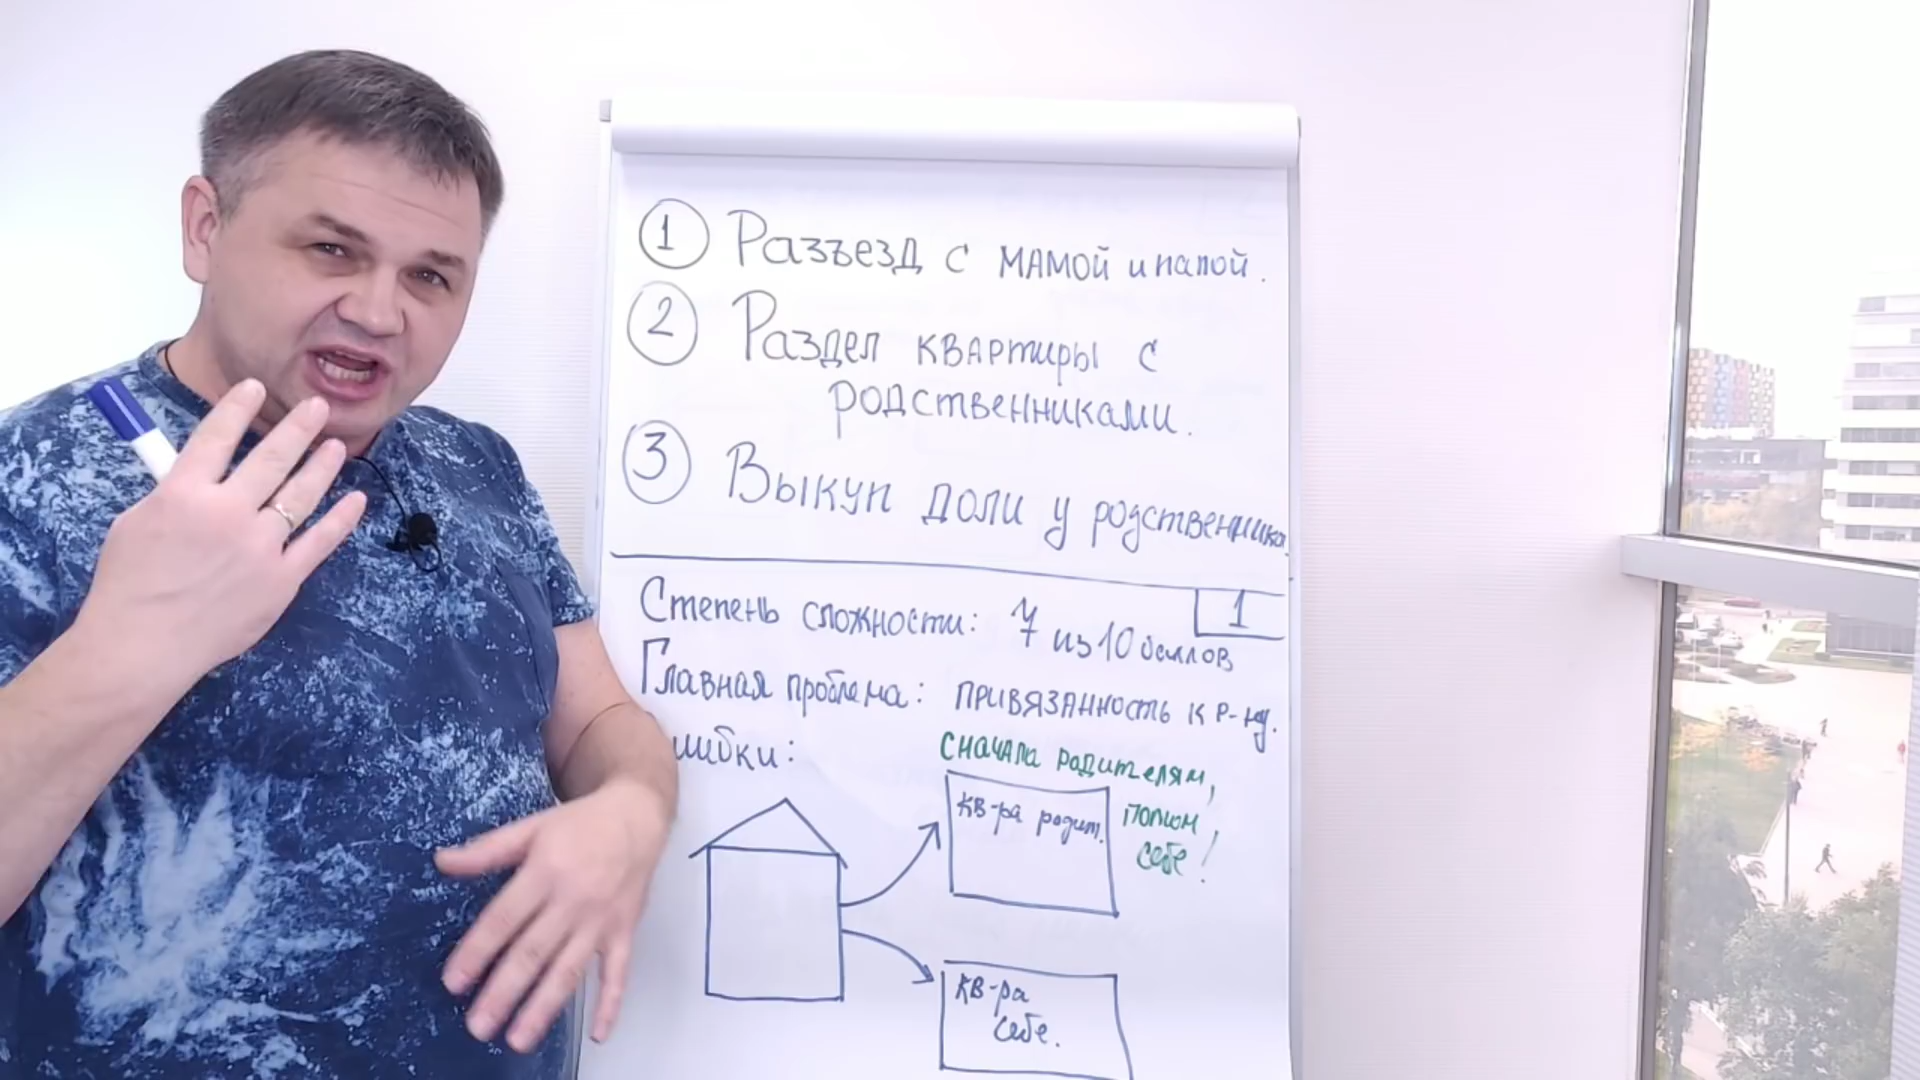 1 Разъезд с мамой и папой.
2 Раздел квартиры с
родственниками.
3 Выкуп доли у родственника.
1
Степень сложности: 7 из 10 баллов
Главная проблема: привязанность к р-ну.
шибки:
сначала родителям,
потом
себе!
кв-ра родит.
кв-ра
себе.